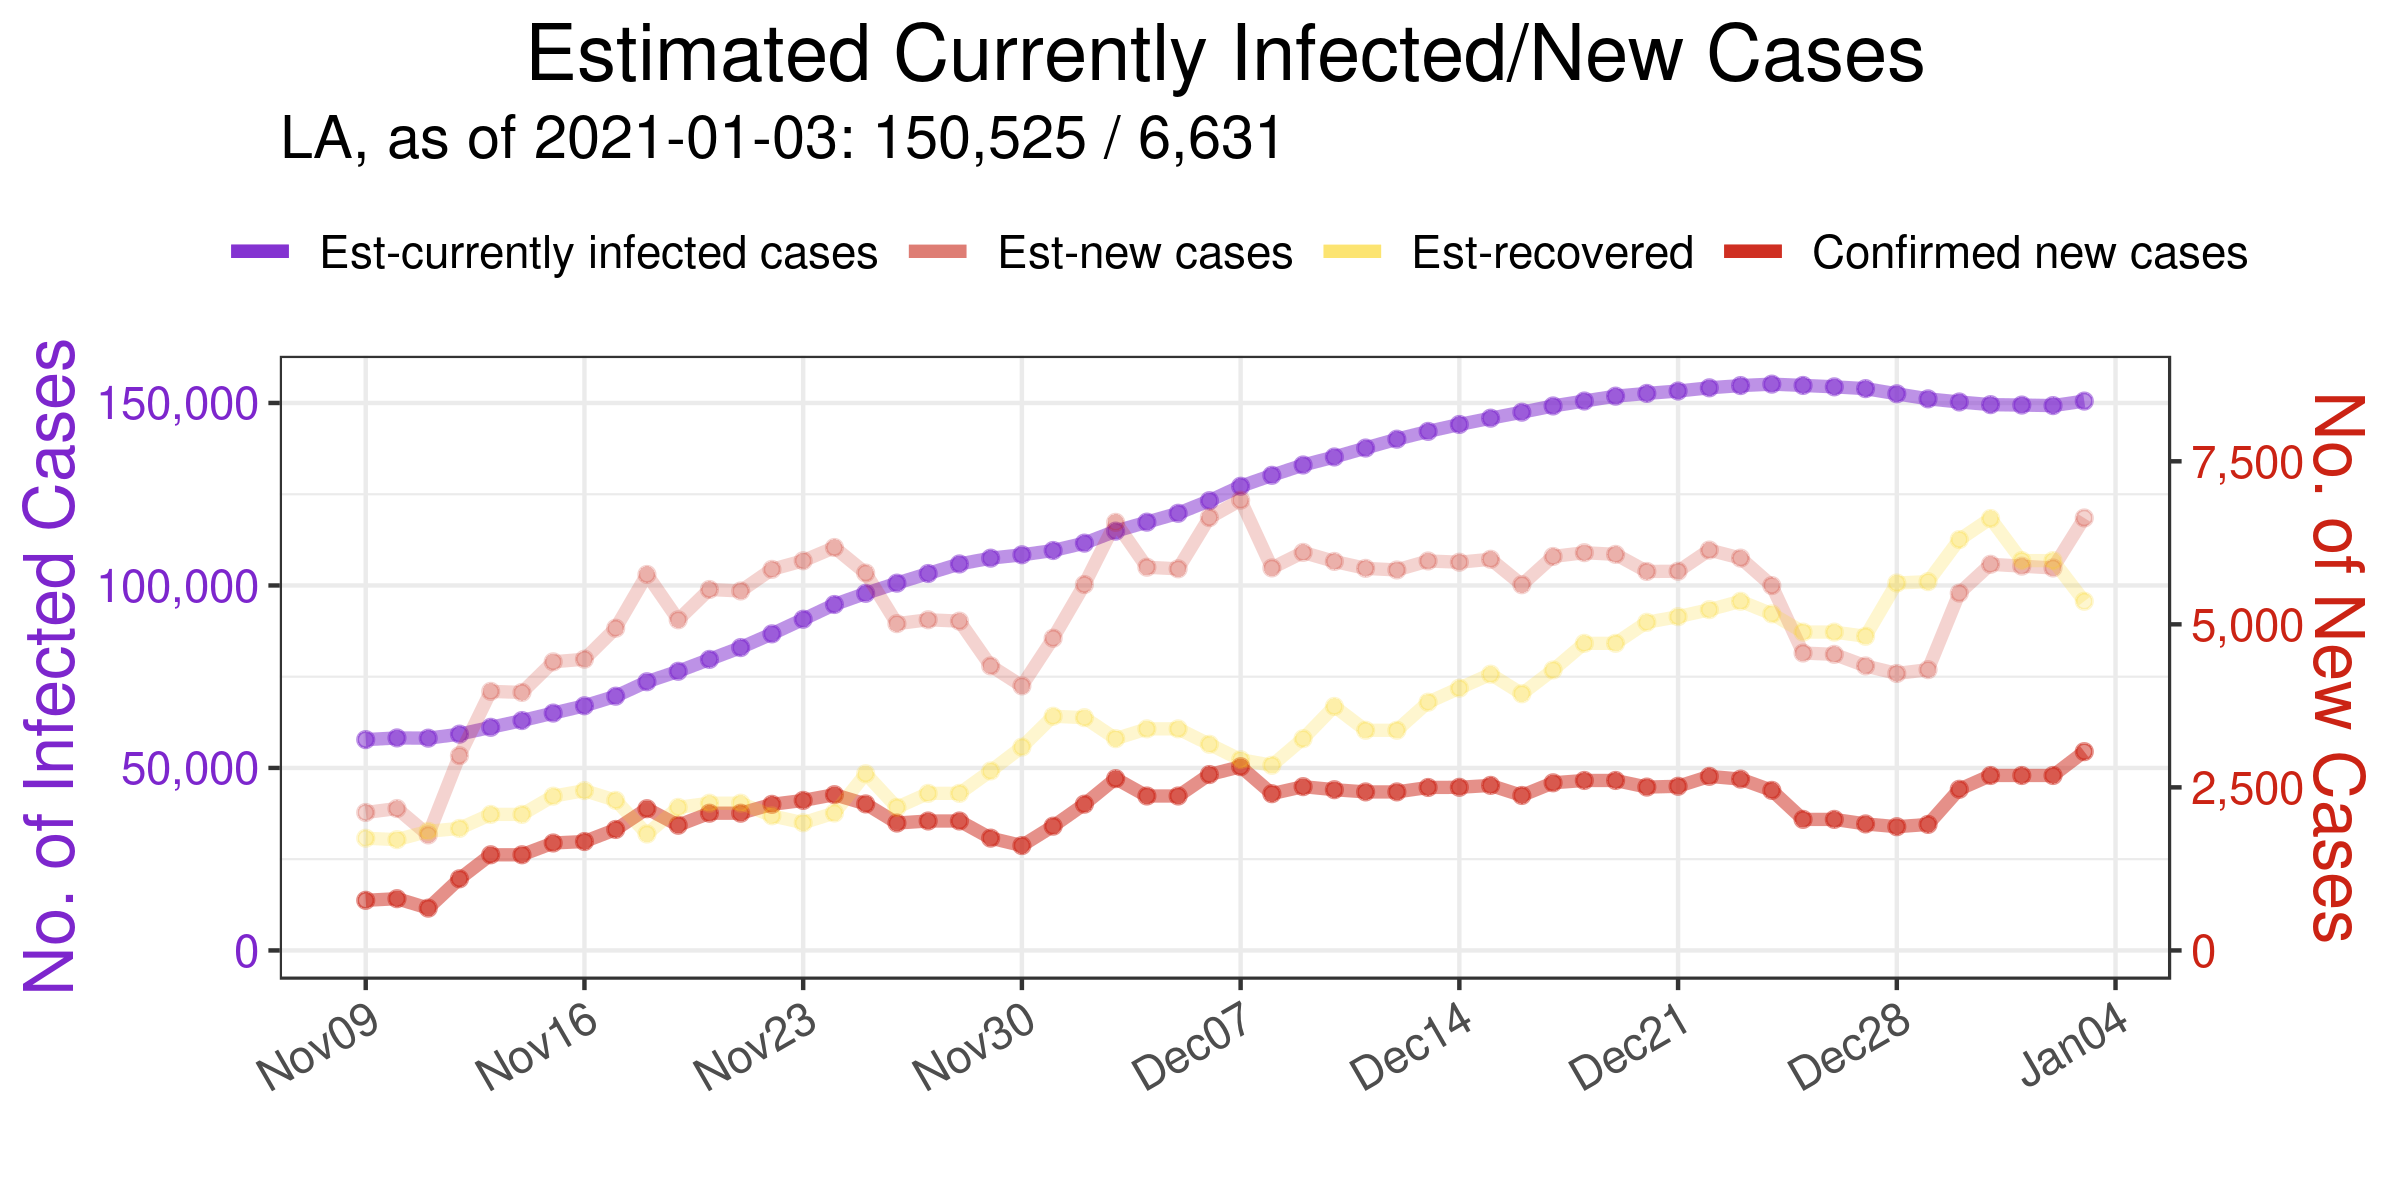 Estimated Currently Infected/New Cases
LA, as of 2021-01-03: 150,525 / 6,631
Est-currently infected cases
Est-new cases
Est-recovered
Confirmed new cases
No. of Infected Cases
150,000
100,000
50,000
0
No. of New Cases
7,500
5,000
2,500
0
Nov09
Nov16
Nov23
Nov30
Dec07
Dec14
Dec21
Dec28
Jan04